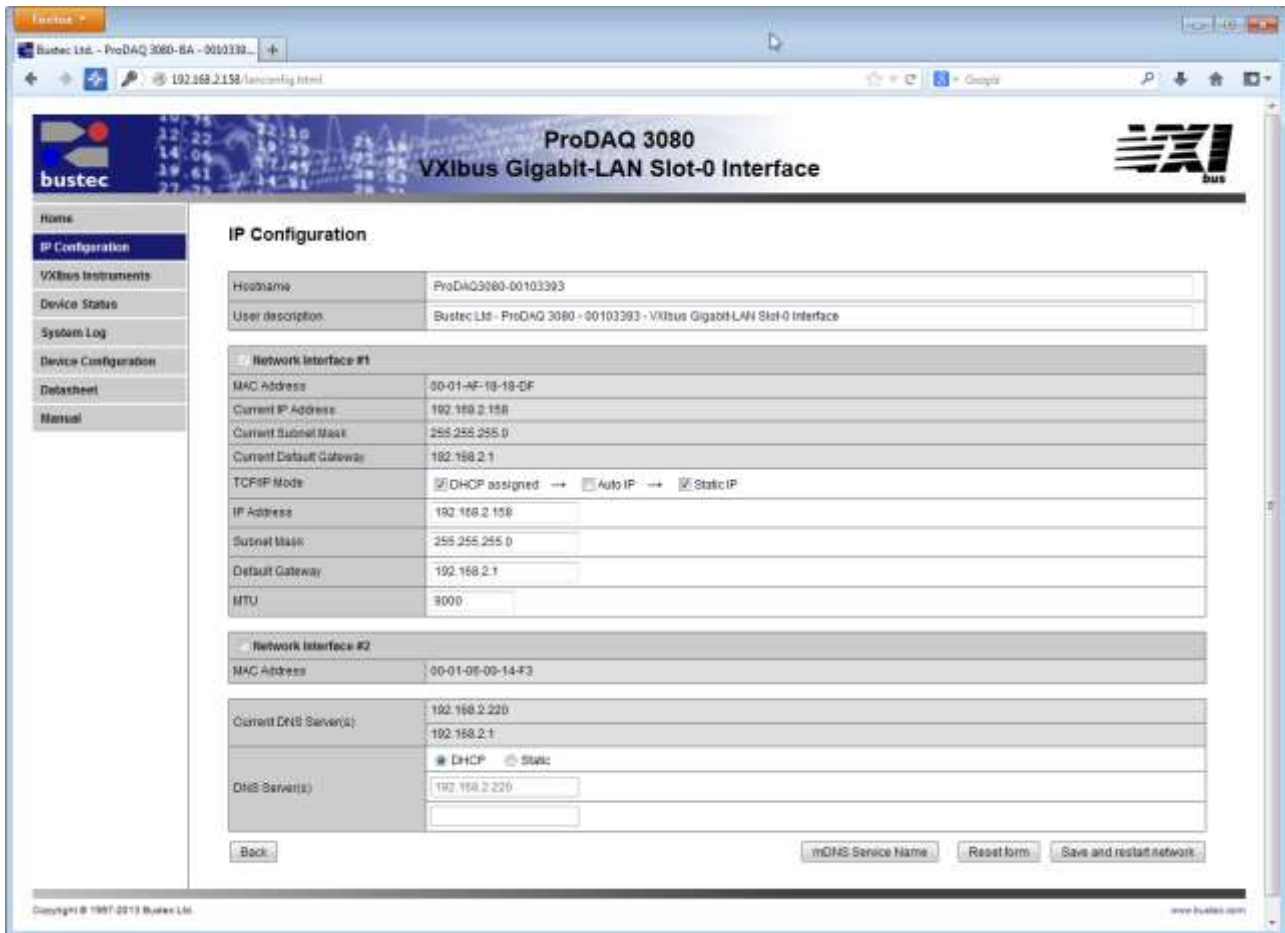 Firefox
Bustec Ltd. - ProDAQ 3080-BA - 0010339...
192.168.2.158/lanconfig.html
Google
bustec
ProDAQ 3080
VXIbus Gigabit-LAN Slot-0 Interface
VXI bus
Home
IP Configuration
VXIbus Instruments
Device Status
System Log
Device Configuration
Datasheet
Manual
IP Configuration
Hostname ProDAQ3080-00103393
User description Bustec Ltd - ProDAQ 3080 - 00103393 - VXIbus Gigabit-LAN Slot-0 Interface
Network Interface #1
MAC Address 00-01-AF-18-18-DF
Current IP Address 192.168.2.158
Current Subnet Mask 255.255.255.0
Current Default Gateway 192.168.2.1
TCP/IP Mode DHCP assigned → Auto IP → Static IP
IP Address 192.168.2.158
Subnet Mask 255.255.255.0
Default Gateway 192.168.2.1
MTU 9000
Network Interface #2
MAC Address
Current DNS Server(s) 192.168.2.220
192.168.2.1
DNS Server(s) DHCP Static
192.168.2.220
Back mDNS Service Name Reset form Save and restart network
Copyright © 1997-2013 Bustec Ltd.
www.bustec.com